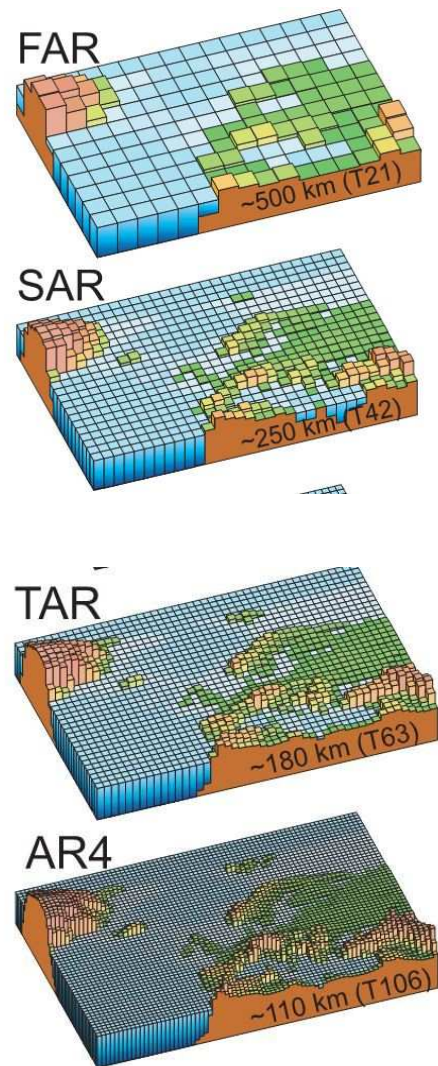 FAR
~500 km (T21)
SAR
~250 km (T42)
TAR
~180 km (T63)
AR4
~110 km (T106)